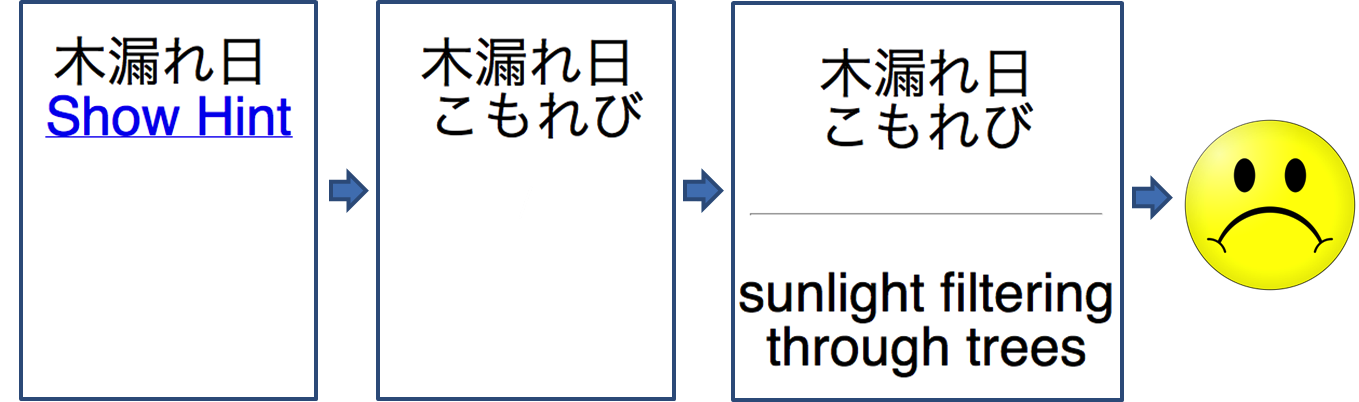 木漏れ日
Show Hint
木漏れ日
こもれび
木漏れ日
こもれび
sunlight filtering
through trees